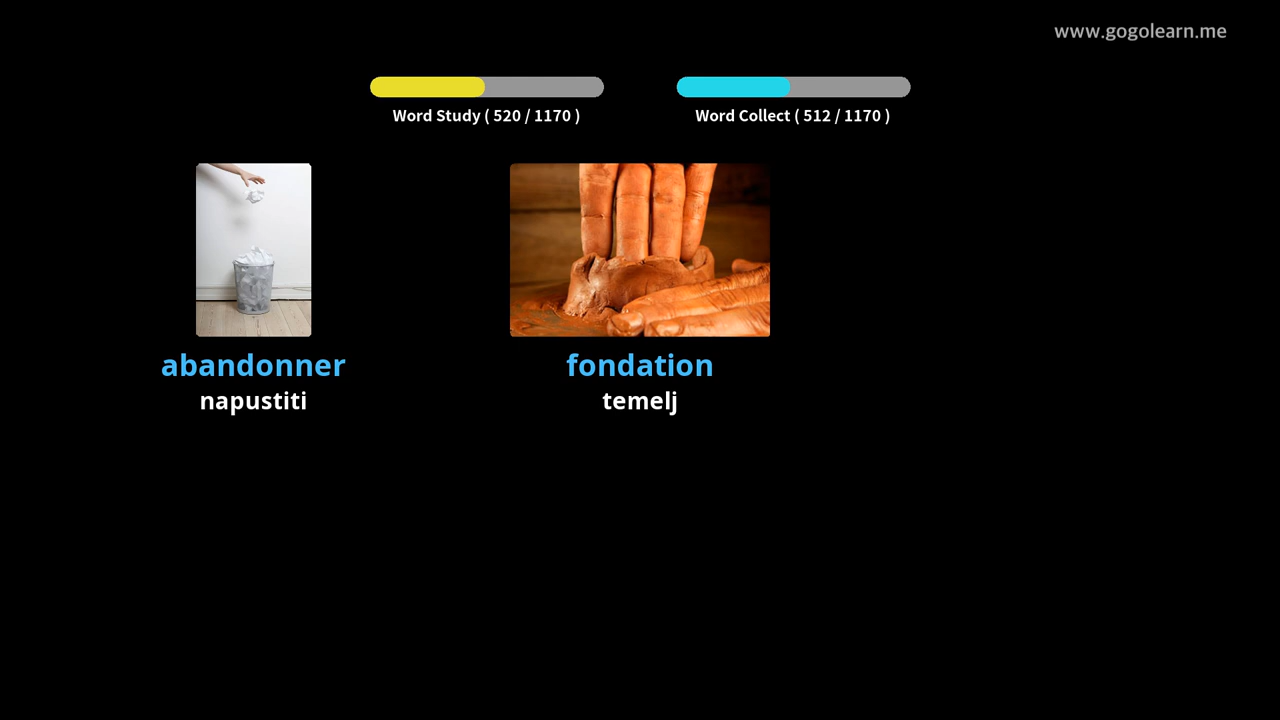 www.gogolearn.me
Word Study ( 520 / 1170 )
Word Collect ( 512 / 1170 )
abandonner
napustiti
fondation
temelj